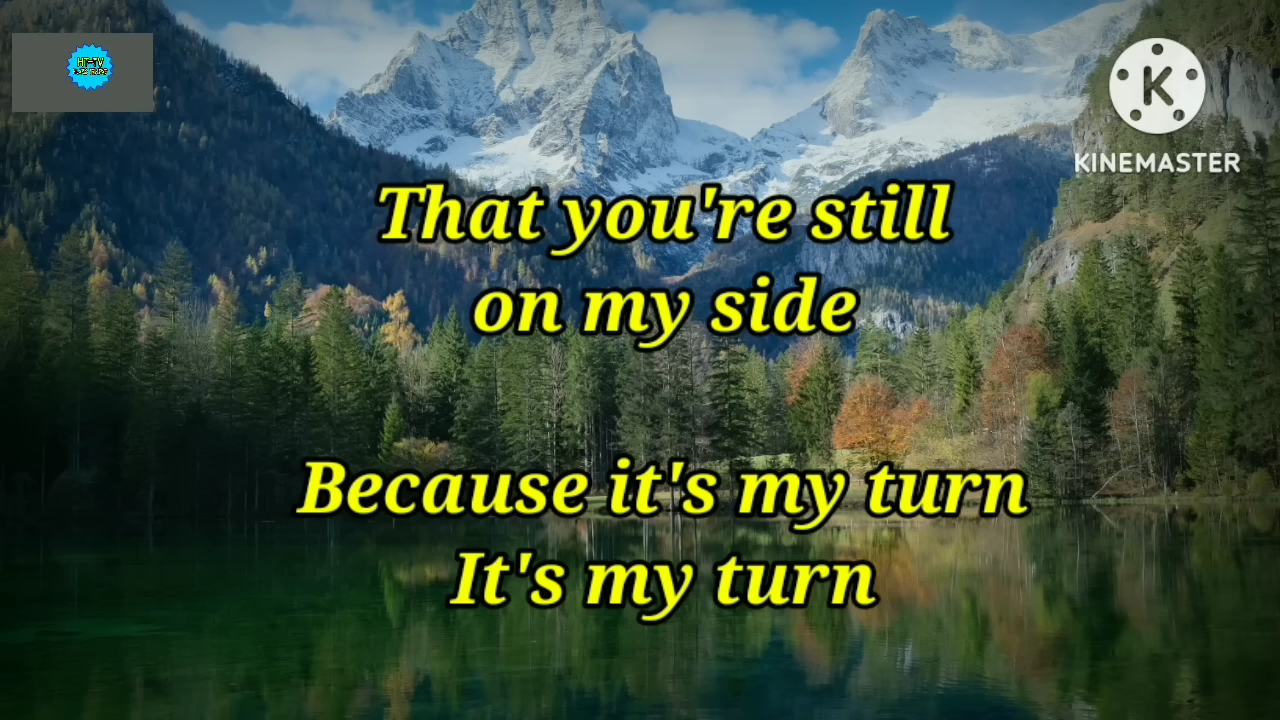 K
KINEMASTER
That you're still
on my side
Because it's my turn
It's my turn